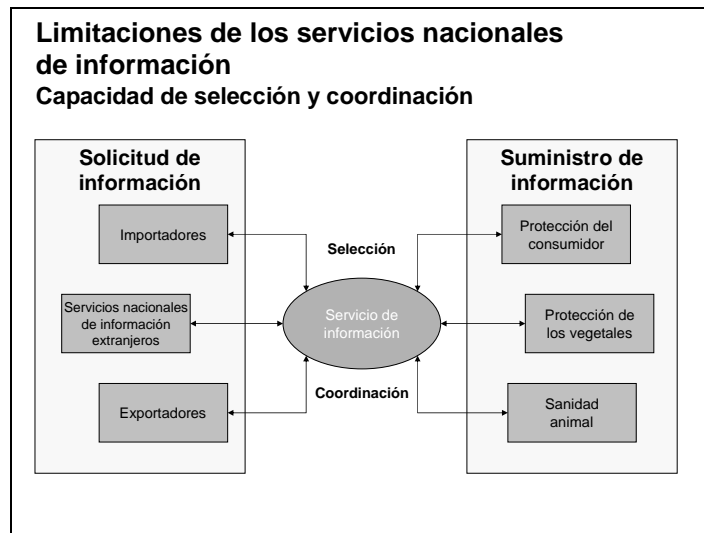 Limitaciones de los servicios nacionales
de información
Capacidad de selección y coordinación
Solicitud de
información
Importadores
Servicios nacionales
de información
extranjeros
Exportadores
Selección
Servicio de
información
Coordinación
Suministro de
información
Protección del
consumidor
Protección de
los vegetales
Sanidad
animal